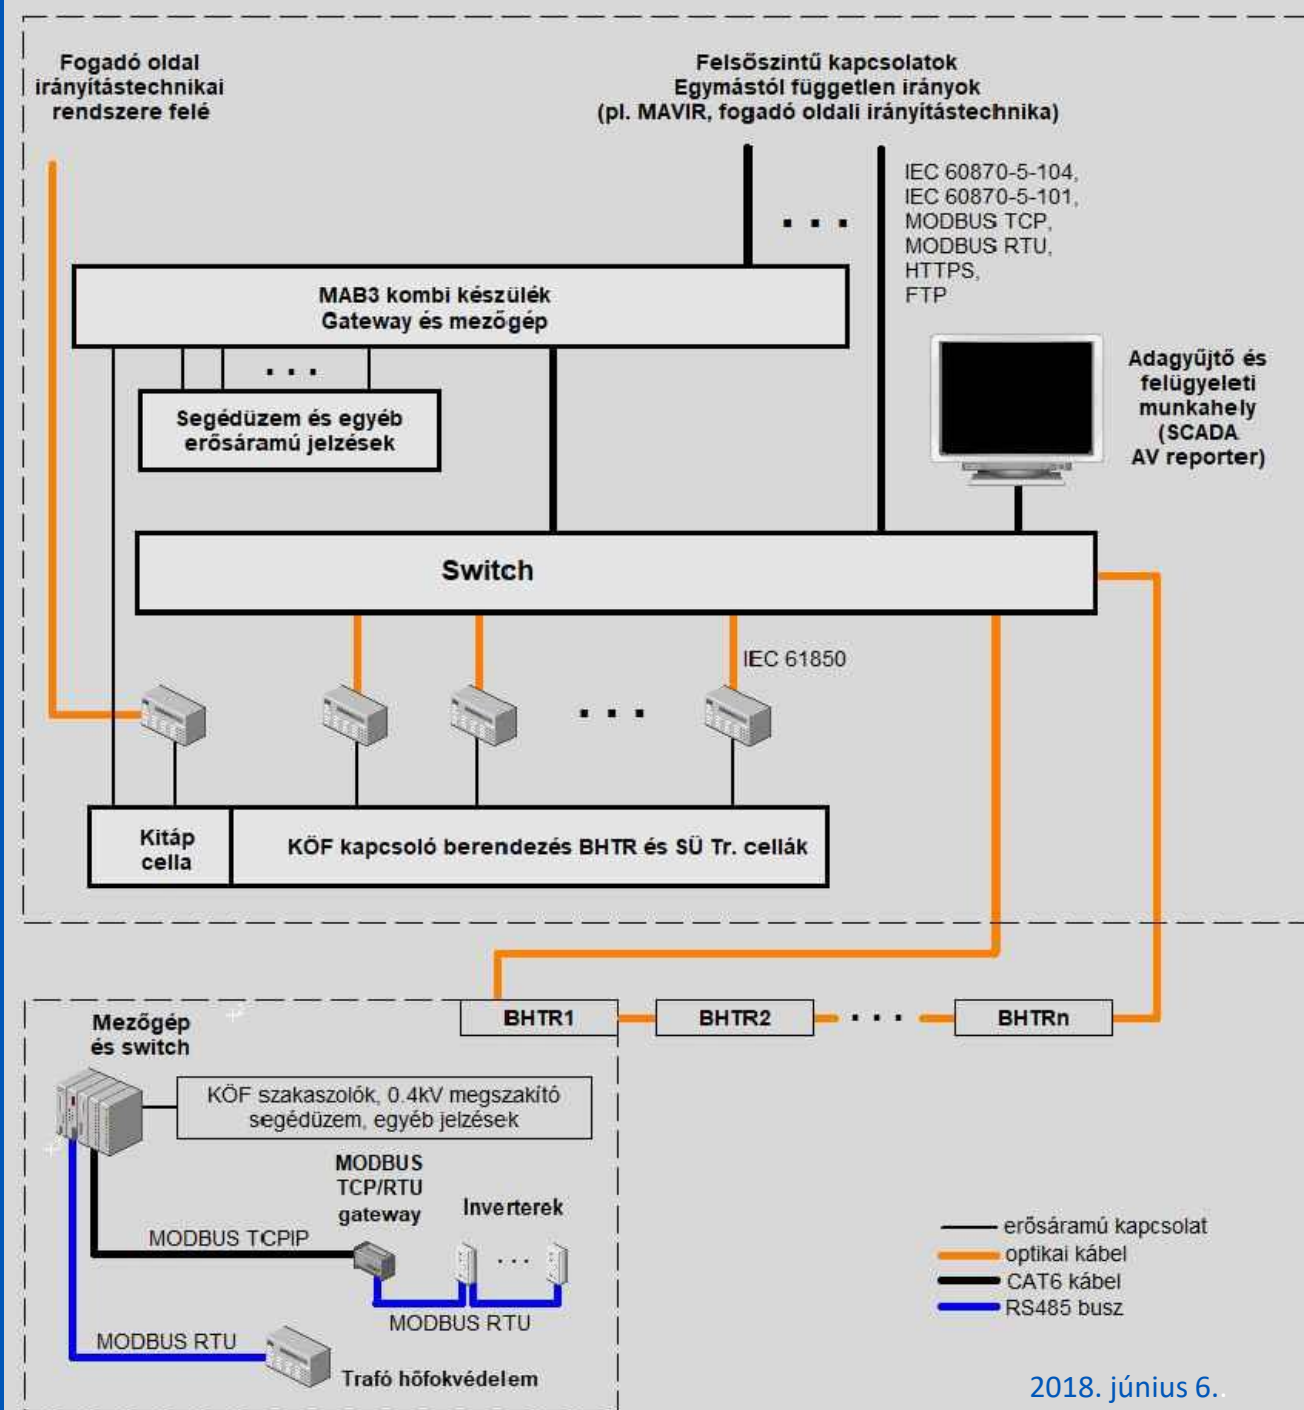 Fogadó oldal
irányítástechnikai
rendszere felé
Felsőszintű kapcsolatok
Egymástól független irányok
(pl. MAVIR, fogadó oldali irányítástechnika)
IEC 60870-5-104,
IEC 60870-5-101,
MODBUS TCP,
MODBUS RTU,
HTTPS,
FTP
MAB3 kombi készülék
Gateway és mezőgép
Segédüzem és egyéb
erősáramú jelzések
Adagyűjtő és
felügyeleti
munkahely
(SCADA
AV reporter)
Switch
IEC 61850
Kitáp
cella
KÖF kapcsoló berendezés BHTR és SÜ Tr. cellák
BHTR1
BHTR2
BHTRn
Mezőgép
és switch
KÖF szakaszolók, 0.4kV megszakító
segédüzem, egyéb jelzések
MODBUS
TCP/RTU
gateway
Inverterek
MODBUS TCPIP
MODBUS RTU
MODBUS RTU
Trafó hőfokvédelem
erősáramú kapcsolat
optikai kábel
CAT6 kábel
RS485 busz
2018. június 6..